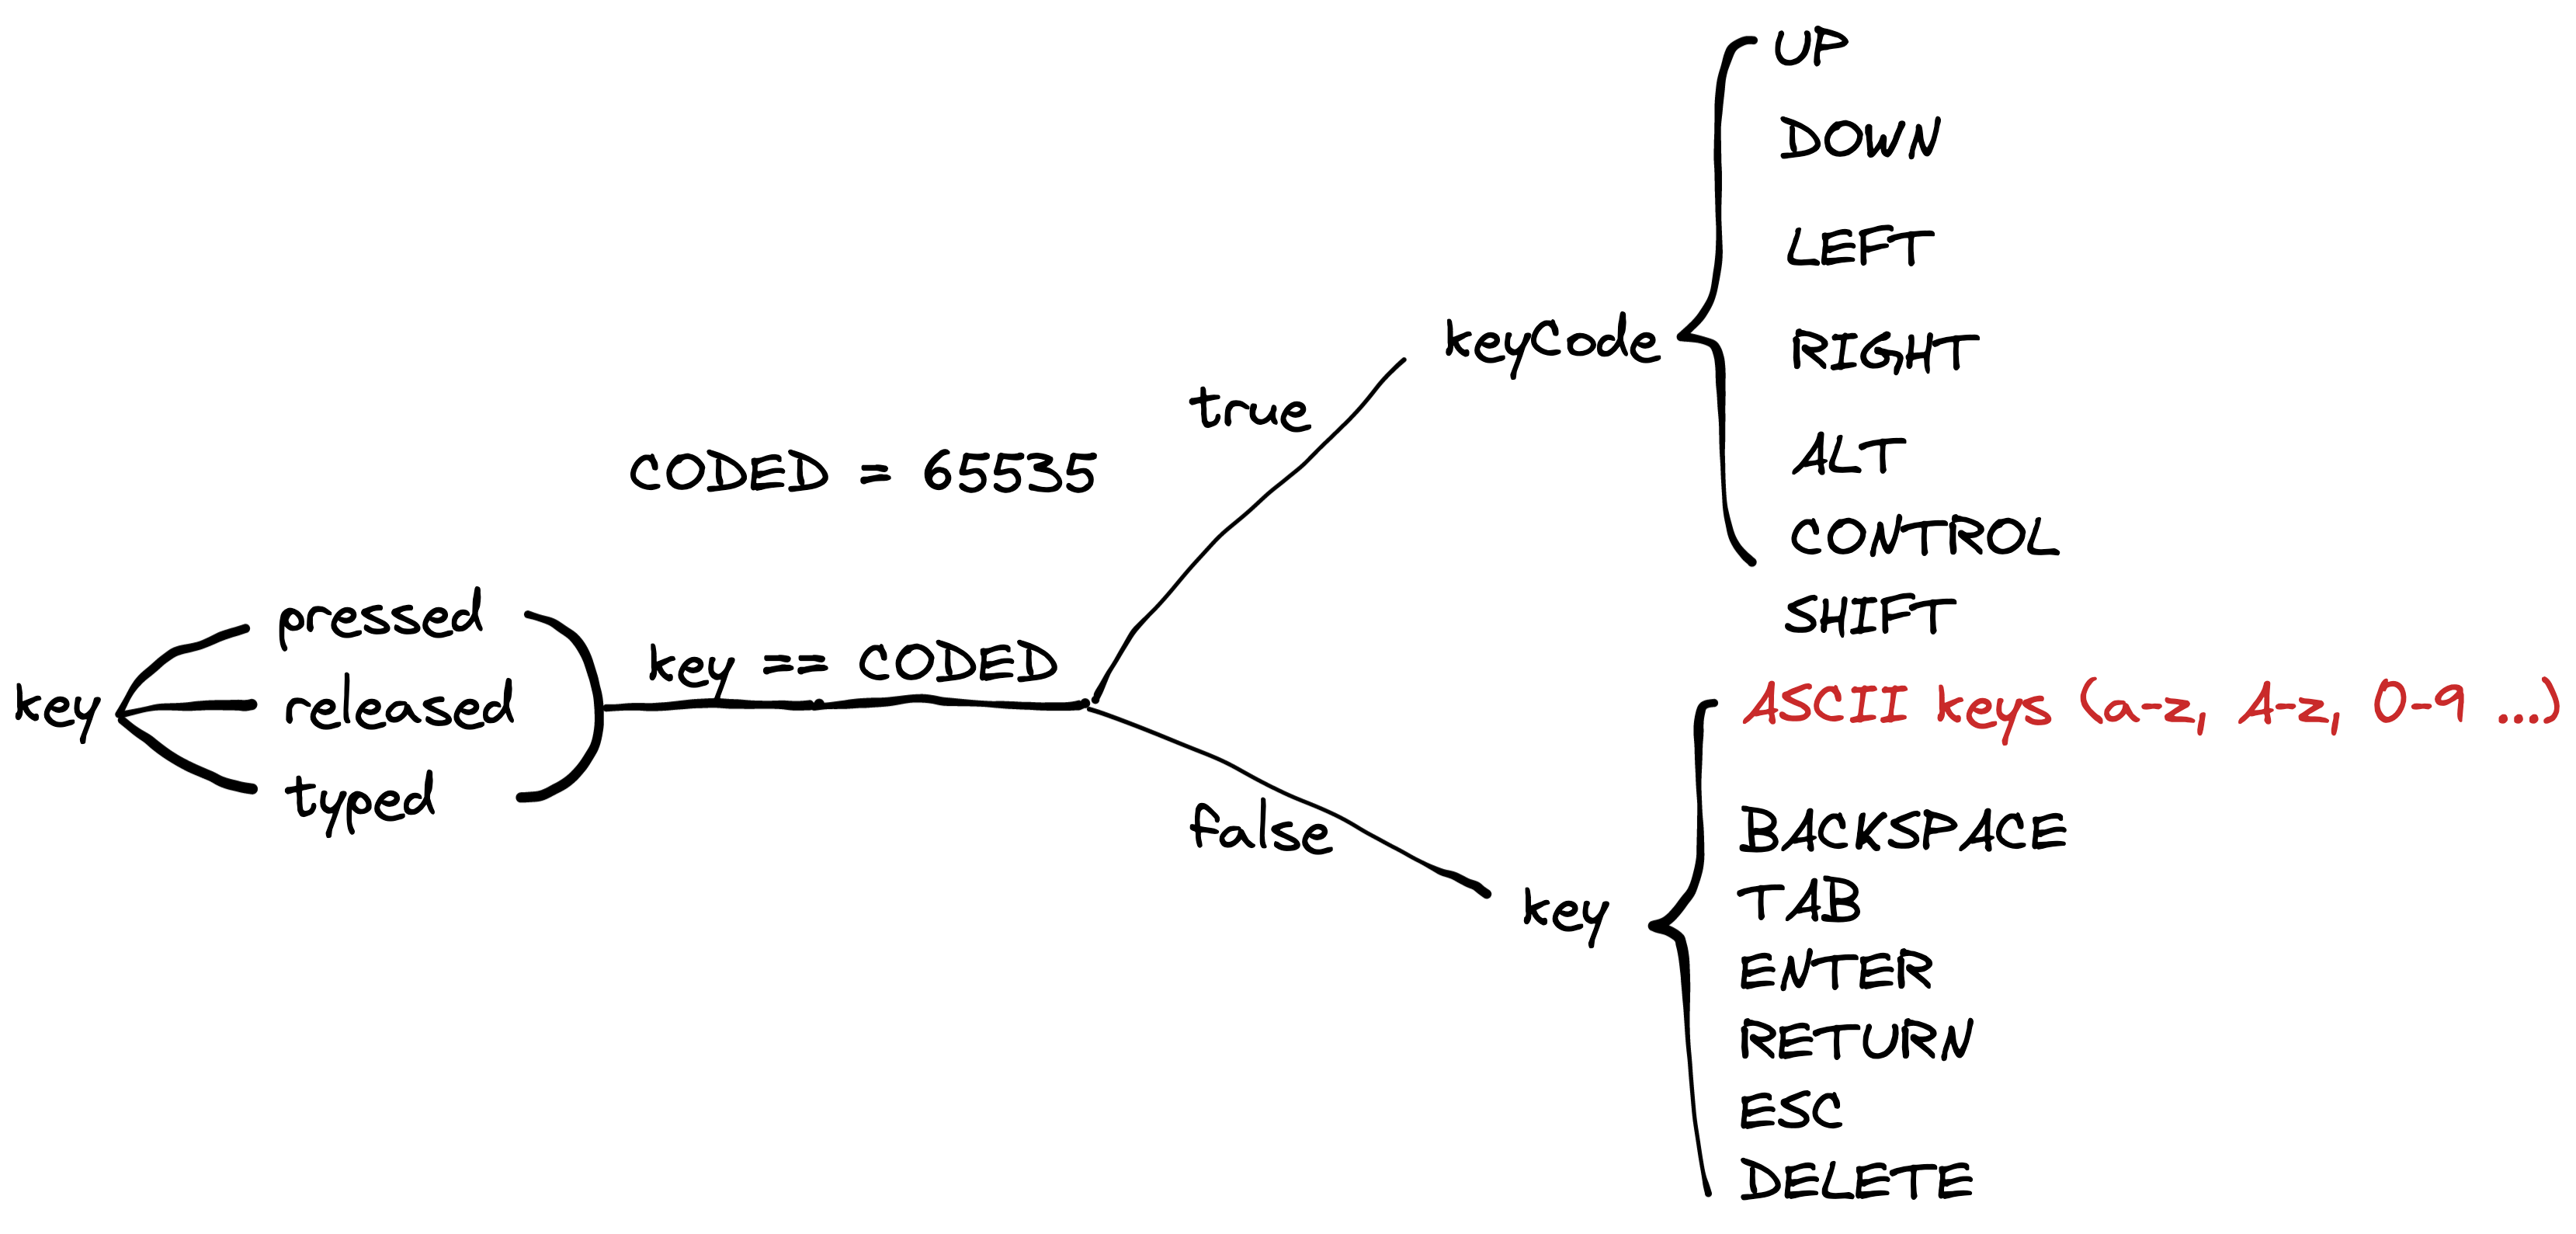 UP
DOWN
LEFT
RIGHT
keyCode
true
ALT
CODED = 65535
CONTROL
SHIFT
pressed
key == CODED
key
released
ASCII keys (a-z, A-z, 0-9 ...)
typed
false
BACKSPACE
TAB
key
ENTER
RETURN
ESC
DELETE